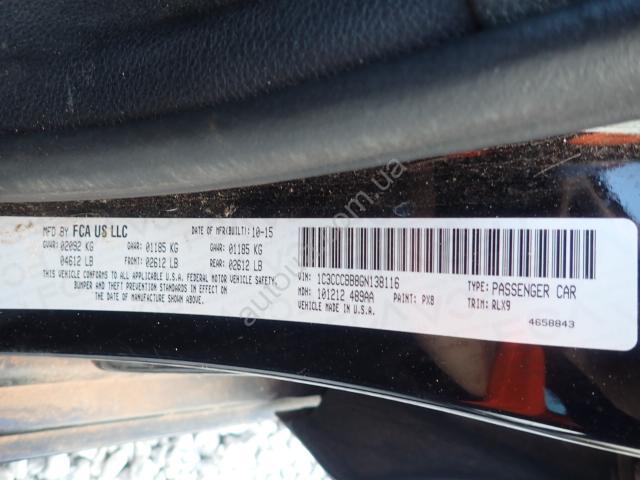 MFD BY FCA US LLC
DATE OF MFR(BUILT): 10-15
GVWR: 02092 KG
04612 LB
GAWR: 01185 KG
FRONT: 02612 LB
GAWR: 01185 KG
REAR: 02612 LB
THIS VEHICLE CONFORMS TO ALL APPLICABLE U.S.A. FEDERAL MOTOR VEHICLE SAFETY,
BUMPER AND THEFT PREVENTION STANDARDS IN EFFECT ON
THE DATE OF MANUFACTURE SHOWN ABOVE.
VIN: 1C3CCCBB8GN138116
TYPE: PASSENGER CAR
MDH: 101212 489AA
PAINT: PX8
TRIM: RLX9
VEHICLE MADE IN U.S.A.
4658843